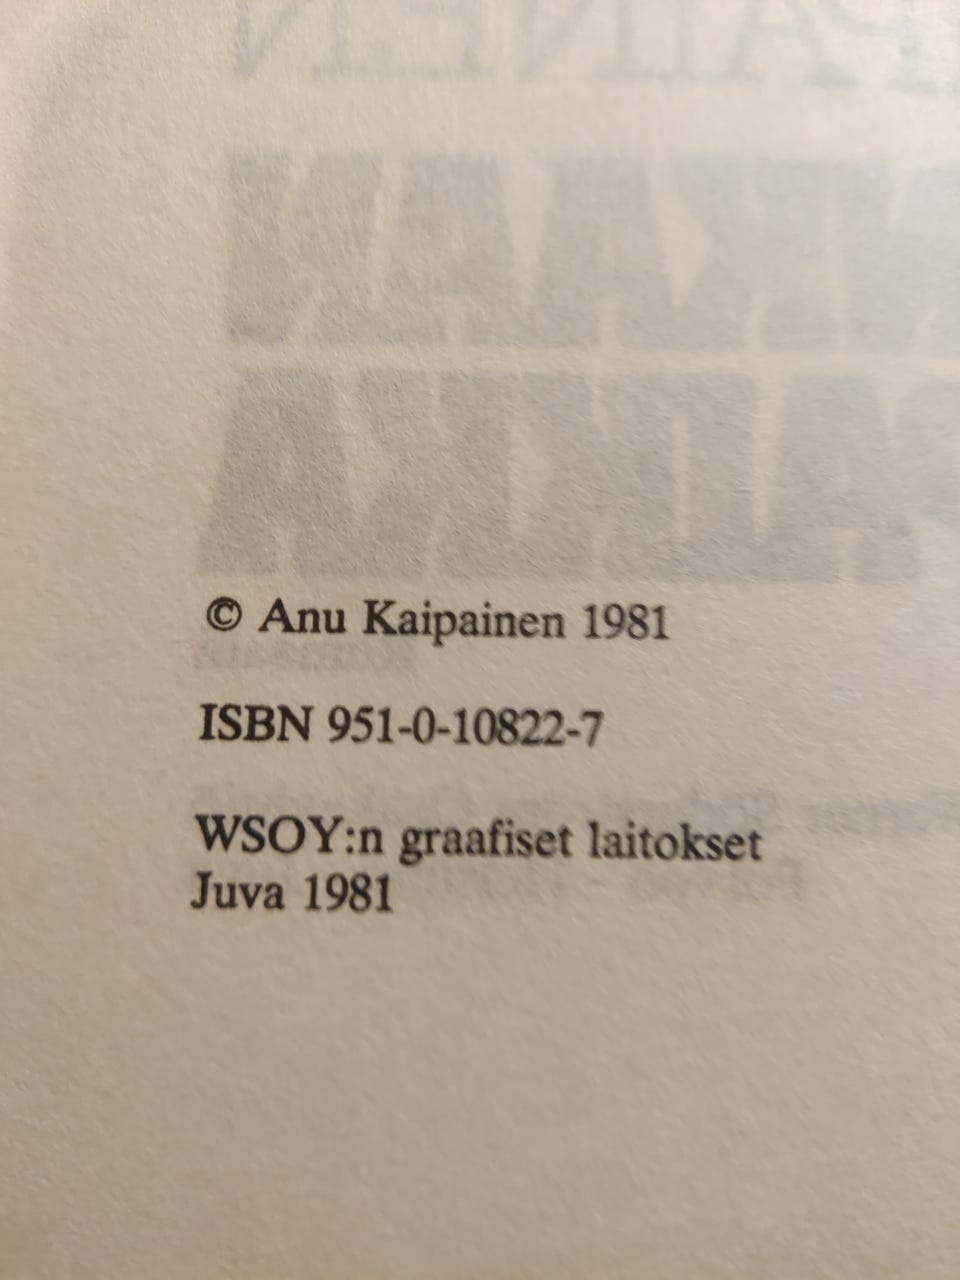 © Anu Kaipainen 1981
ISBN 951-0-10822-7
WSOY:n graafiset laitokset
Juva 1981